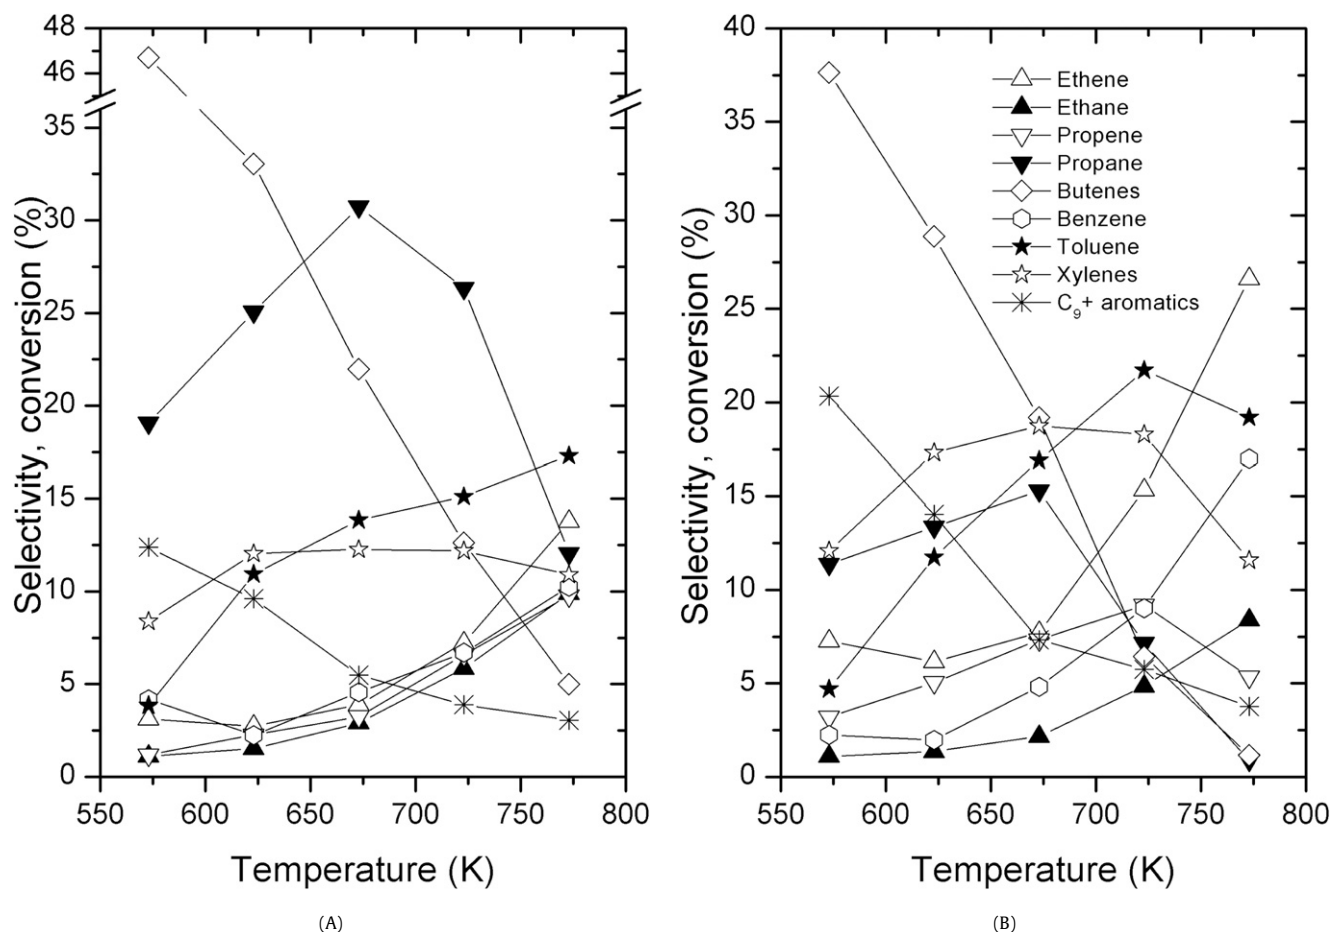 48
46
35
30
25
20
15
10
5
0
Selectivity, conversion (%)
550 600 650 700 750 800
Temperature (K)
(A)
40
35
30
25
20
15
10
5
0
Selectivity, conversion (%)
Ethene
Ethane
Propene
Propane
Butenes
Benzene
Toluene
Xylenes
C₉+ aromatics
550 600 650 700 750 800
Temperature (K)
(B)